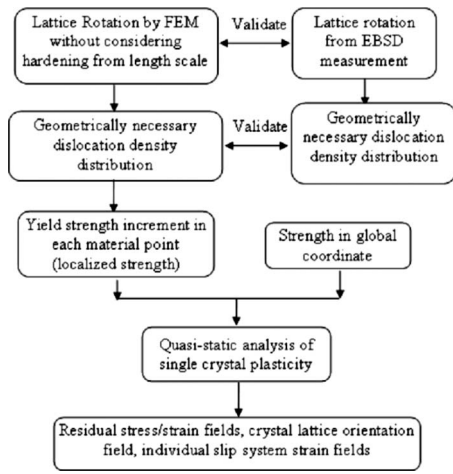 Lattice Rotation by FEM
without considering
hardening from length scale
Validate
Lattice rotation
from EBSD
measurement
Geometrically necessary
dislocation density
distribution
Validate
Geometrically
necessary dislocation
density distribution
Yield strength increment in
each material point
(localized strength)
Strength in global
coordinate
Quasi-static analysis of
single crystal plasticity
Residual stress/strain fields, crystal lattice orientation
field, individual slip system strain fields